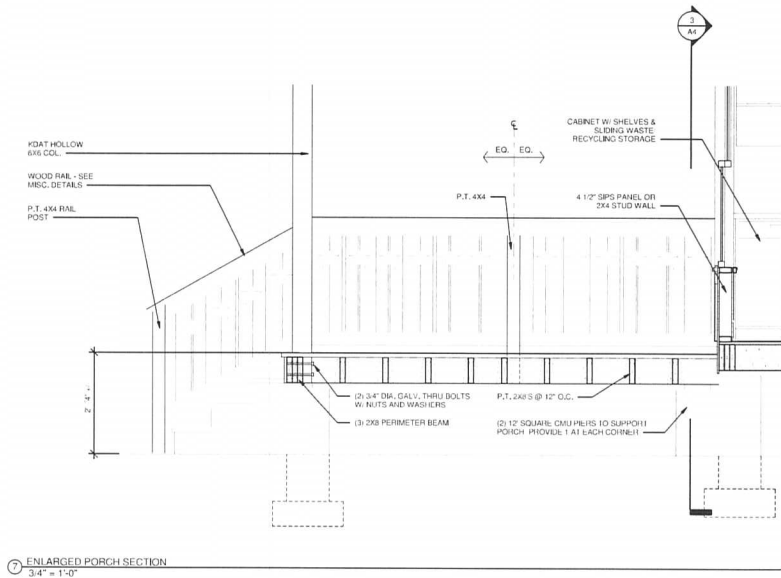 3
A4
KDAT HOLLOW
6X6 COL.
WOOD RAIL - SEE
MISC. DETAILS
P.T. 4X4 RAIL
POST
EQ. EQ.
P.T. 4X4
CABINET W/ SHELVES &
SLIDING WASTE
RECYCLING STORAGE
4 1/2" SIPS PANEL OR
2X4 STUD WALL
(2) 3/4" DIA. GALV. THRU BOLTS
W/ NUTS AND WASHERS
(3) 2X8 PERIMETER BEAM
P.T. 2X8'S @ 12" O.C.
(2) 12" SQUARE CMU PIERS TO SUPPORT
PORCH PROVIDE 1 AT EACH CORNER
7 ENLARGED PORCH SECTION
3/4" = 1'-0"